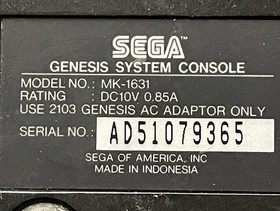 SEGA
GENESIS SYSTEM CONSOLE
MODEL NO.: MK-1631
RATING : DC10V 0.85A
USE 2103 GENESIS AC ADAPTOR ONLY
SERIAL NO.: AD51079365
SEGA OF AMERICA, INC
MADE IN INDONESIA